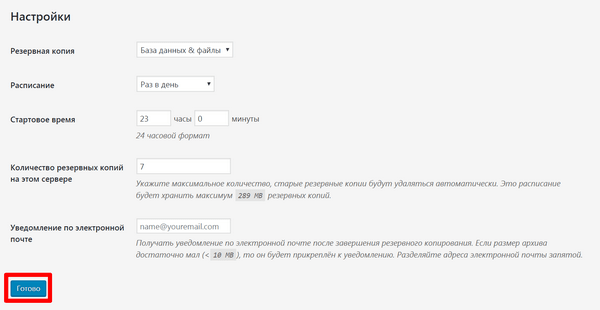 Настройки
Резервная копия База данных & файлы
Расписание Раз в день
Стартовое время 23 часы 0 минуты
24 часовой формат
Количество резервных копий
на этом сервере
7
Укажите максимальное количество, старые резервные копии будут удаляться автоматически. Это расписание
будет хранить максимум 289 MB резервных копий.
Уведомление по электронной
почте
name@youremail.com
Получать уведомление по электронной почте после завершения резервного копирования. Если размер архива
достаточно мал (< 10 MB), то он будет прикреплён к уведомлению. Разделяйте адреса электронной почты запятой.
Готово